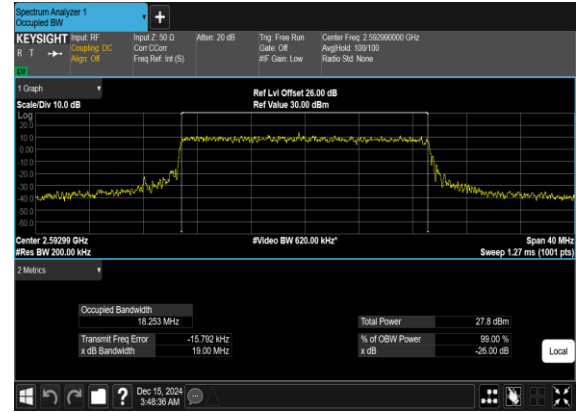 Spectrum Analyzer 1
Occupied BW
+
KEYSIGHT Input: RF Input Z: 50 Ω Atten: 20 dB Trig: Free Run Center Freq: 2.592990000 GHz
R T Coupling: DC Corr CCorr Gate: Off Avg|Hold: 100/100
Align: Off Freq Ref: Int (S) #IF Gain: Low Radio Std: None
LV
1 Graph Ref Lvl Offset 26.00 dB
Scale/Div 10.0 dB Ref Value 30.00 dBm
Log
20.0
10.0
0.00
-10.0
-20.0
-30.0
-40.0
-50.0
-60.0
Center 2.59299 GHz #Video BW 620.00 kHz* Span 40 MHz
#Res BW 200.00 kHz Sweep 1.27 ms (1001 pts)
2 Metrics
Occupied Bandwidth
18.253 MHz Total Power 27.8 dBm
Transmit Freq Error -15.792 kHz % of OBW Power 99.00 %
x dB Bandwidth 19.00 MHz x dB -26.00 dB
Local
? Dec 15, 2024
3:48:36 AM